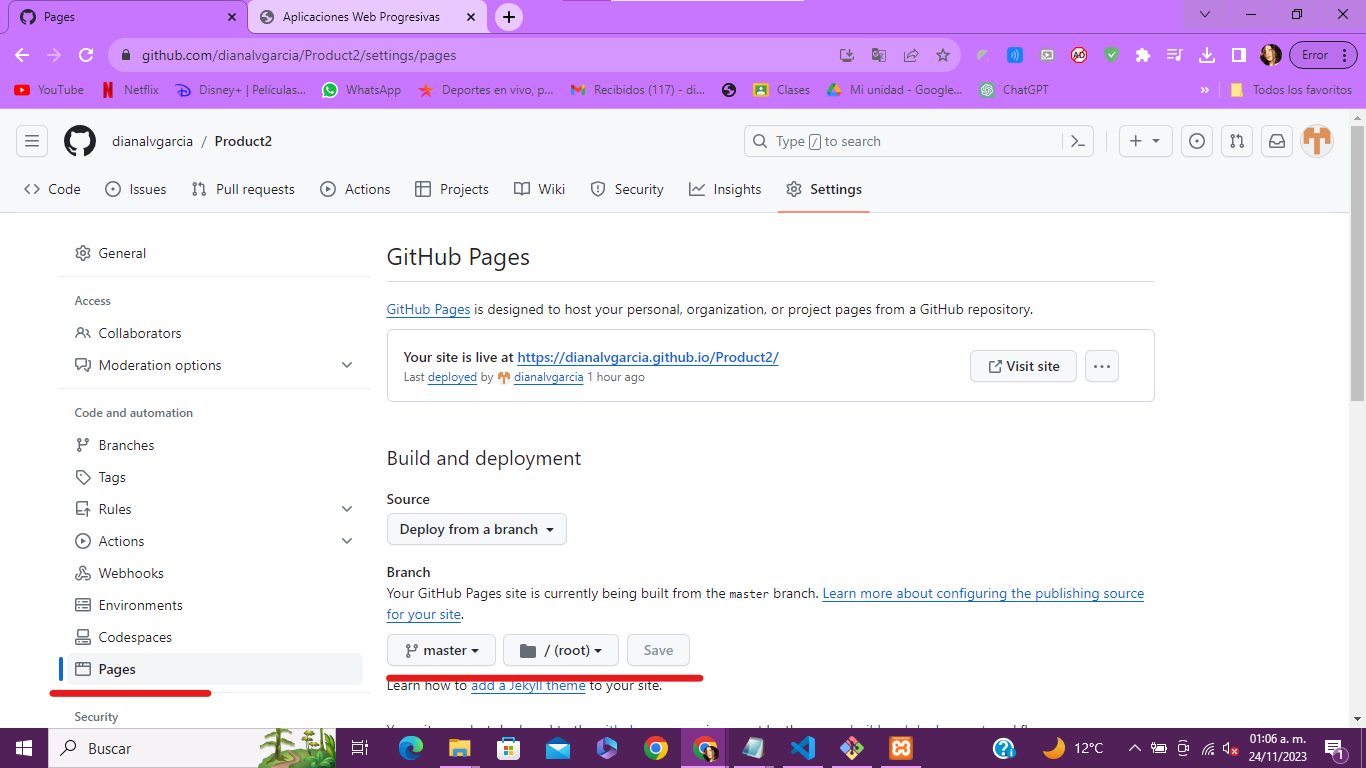 Pages
Aplicaciones Web Progresivas
github.com/dianalvgarcia/Product2/settings/pages
Error
YouTube
Netflix
Disney+ | Películas...
WhatsApp
Deportes en vivo, p...
Recibidos (117) - di...
Clases
Mi unidad - Google...
ChatGPT
»
Todos los favoritos
dianalvgarcia / Product2
Type / to search
Code
Issues
Pull requests
Actions
Projects
Wiki
Security
Insights
Settings
General
Access
Collaborators
Moderation options
Code and automation
Branches
Tags
Rules
Actions
Webhooks
Environments
Codespaces
Pages
Security
GitHub Pages
GitHub Pages is designed to host your personal, organization, or project pages from a GitHub repository.
Your site is live at https://dianalvgarcia.github.io/Product2/
Last deployed by dianalvgarcia 1 hour ago
Visit site
Build and deployment
Source
Deploy from a branch
Branch
Your GitHub Pages site is currently being built from the master branch. Learn more about configuring the publishing source
for your site.
master
/ (root)
Save
Learn how to add a Jekyll theme to your site.
Buscar
12°C
01:06 a. m.
24/11/2023
1